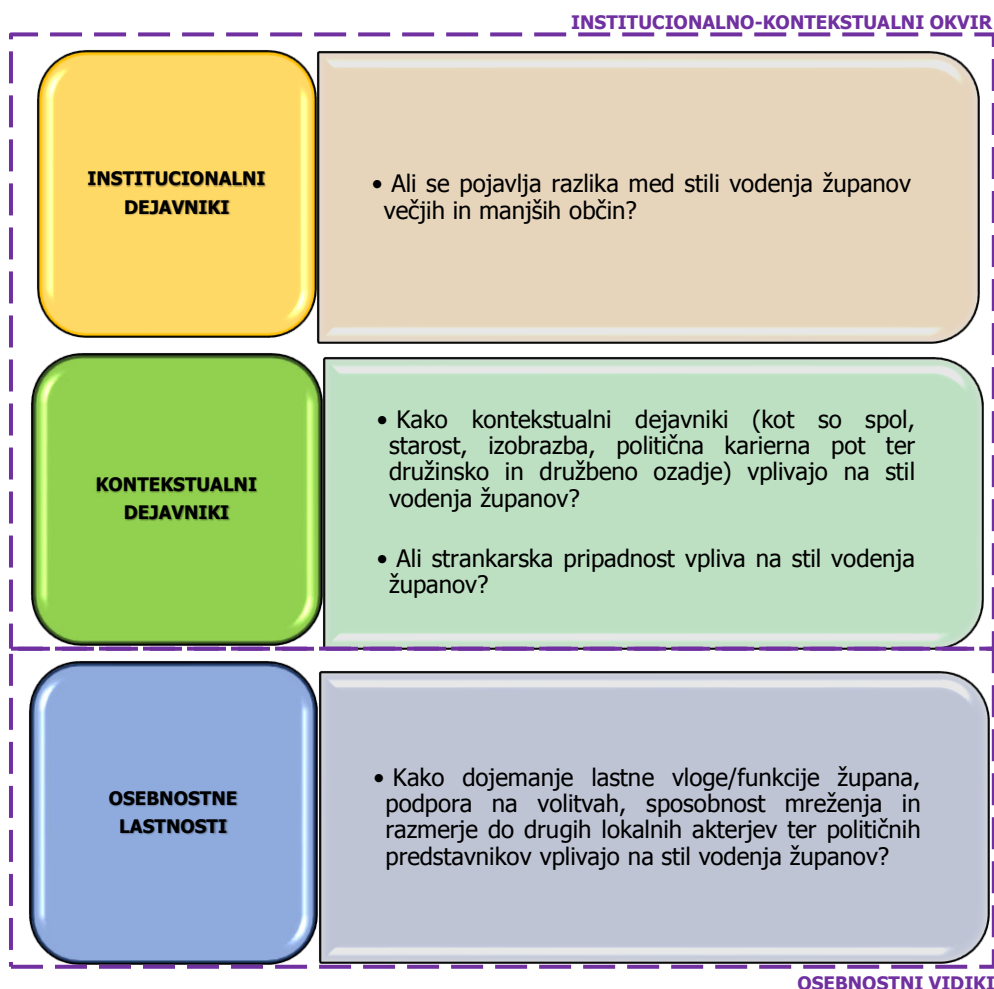 INSTITUCIONALNO-KONTEKSTUALNI OKVIR
INSTITUCIONALNI
DEJAVNIKI
• Ali se pojavlja razlika med stili vodenja županov
večjih in manjših občin?
KONTEKSTUALNI
DEJAVNIKI
• Kako kontekstualni dejavniki (kot so spol,
starost, izobrazba, politična karierna pot ter
družinsko in družbeno ozadje) vplivajo na stil
vodenja županov?
• Ali strankarska pripadnost vpliva na stil vodenja
županov?
OSEBNOSTNE
LASTNOSTI
• Kako dojemanje lastne vloge/funkcije župana,
podpora na volitvah, sposobnost mreženja in
razmerje do drugih lokalnih akterjev ter političnih
predstavnikov vplivajo na stil vodenja županov?
OSEBNOSTNI VIDIKI